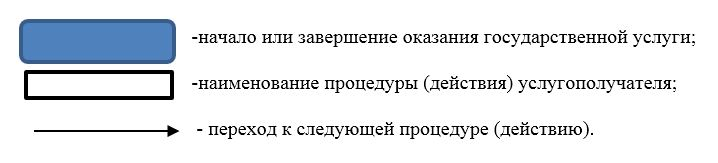 -начало или завершение оказания государственной услуги;
-наименование процедуры (действия) услугополучателя;
- переход к следующей процедуре (действию).